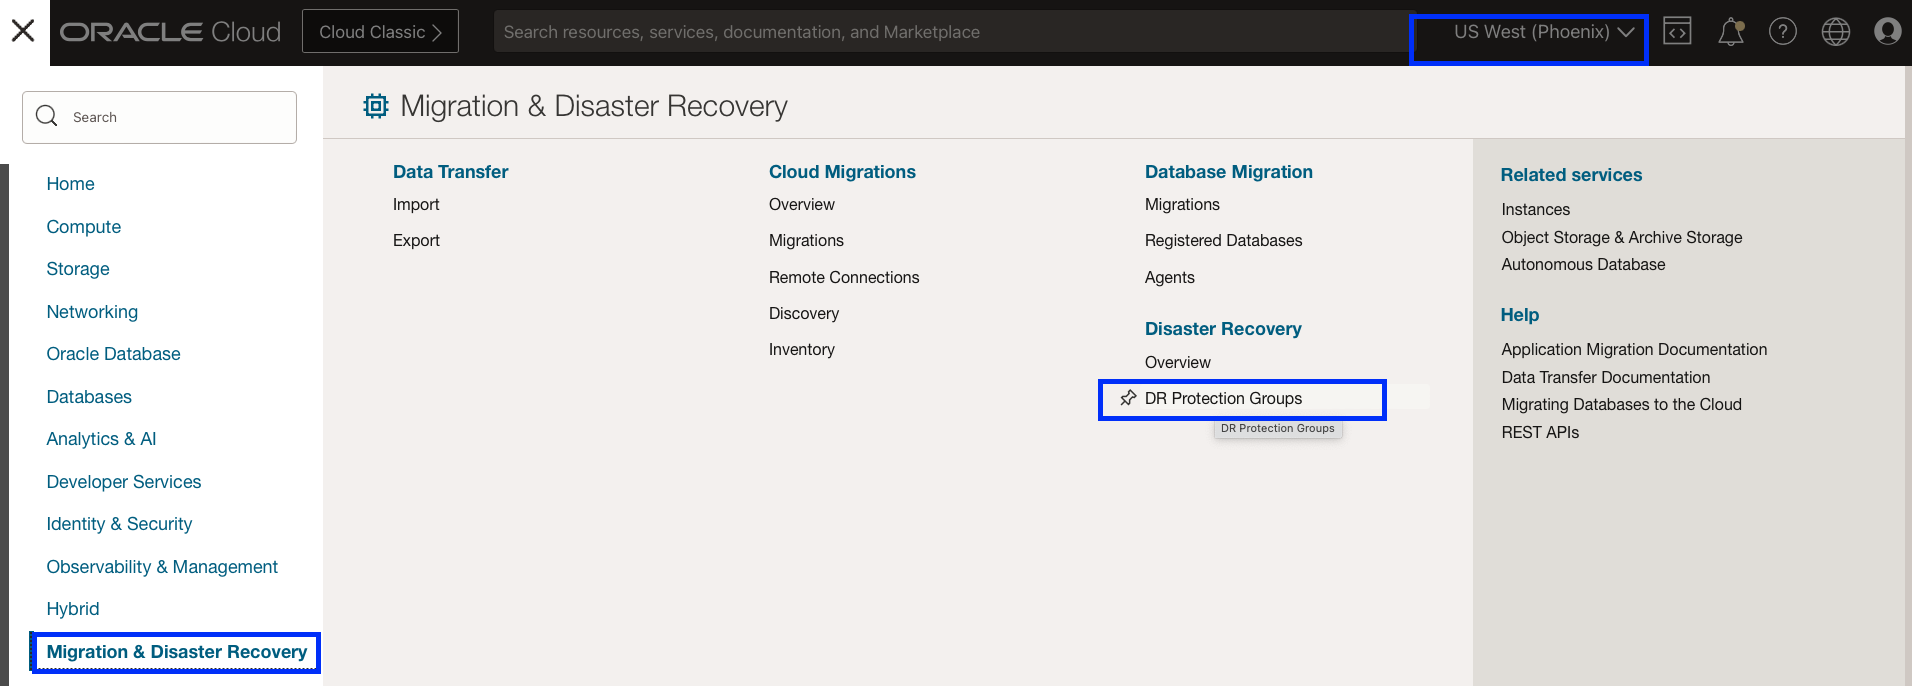 ORACLE Cloud
Cloud Classic
Search resources, services, documentation, and Marketplace
US West (Phoenix)
Search
Home
Compute
Storage
Networking
Oracle Database
Databases
Analytics & AI
Developer Services
Identity & Security
Observability & Management
Hybrid
Migration & Disaster Recovery
Migration & Disaster Recovery
Data Transfer
Import
Export
Cloud Migrations
Overview
Migrations
Remote Connections
Discovery
Inventory
Database Migration
Migrations
Registered Databases
Agents
Disaster Recovery
Overview
DR Protection Groups
DR Protection Groups
Related services
Instances
Object Storage & Archive Storage
Autonomous Database
Help
Application Migration Documentation
Data Transfer Documentation
Migrating Databases to the Cloud
REST APIs